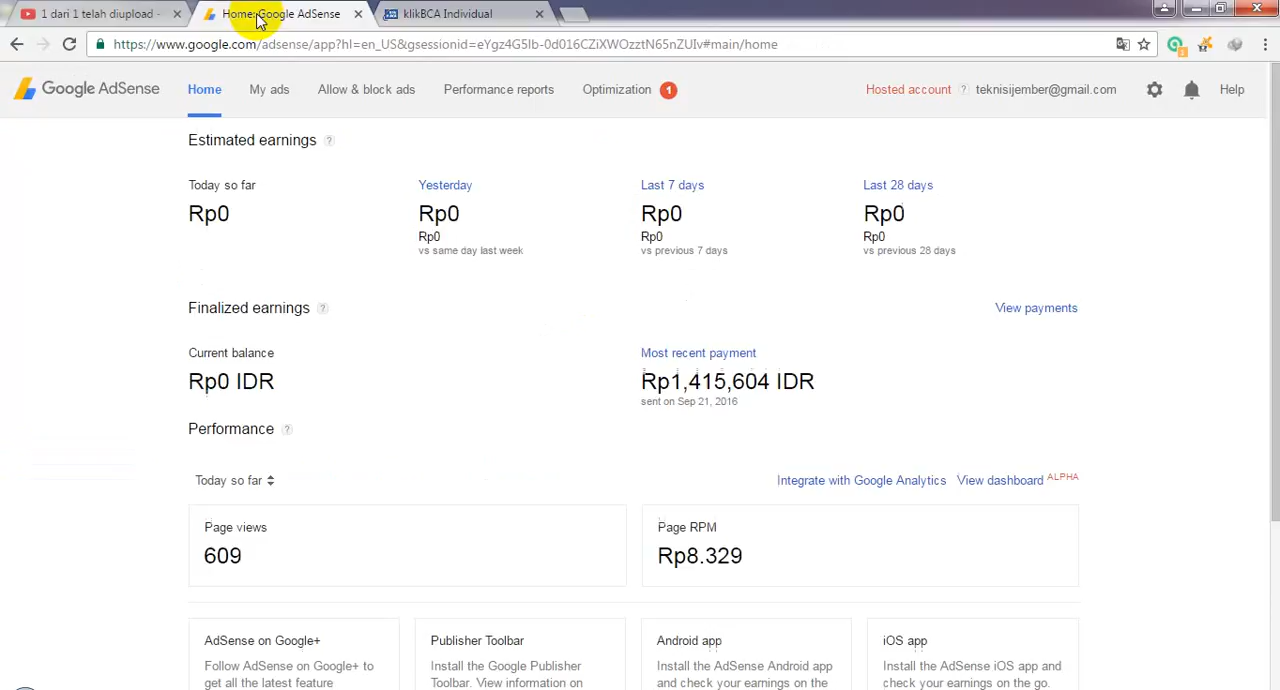 1 dari 1 telah diupload -
Home: Google AdSense
klikBCA Individual
https://www.google.com/adsense/app?hl=en_US&gsessionid=eYgz4G5Ib-0d016CZiXWOzztN65nZUIv#main/home
Google AdSense
Home
My ads
Allow & block ads
Performance reports
Optimization
1
Hosted account
?
teknisijember@gmail.com
Help
Estimated earnings ?
Today so far
Yesterday
Last 7 days
Last 28 days
Rp0
Rp0
Rp0
Rp0
Rp0
Rp0
Rp0
vs same day last week
vs previous 7 days
vs previous 28 days
Finalized earnings ?
View payments
Current balance
Most recent payment
Rp0 IDR
Rp1,415,604 IDR
sent on Sep 21, 2016
Performance ?
Today so far
Integrate with Google Analytics
View dashboard ALPHA
Page views
Page RPM
609
Rp8.329
AdSense on Google+
Publisher Toolbar
Android app
iOS app
Follow AdSense on Google+ to
Install the Google Publisher
Install the AdSense Android app
Install the AdSense iOS app and
get all the latest feature
Toolbar. View information on
and check your earnings on the
check your earnings on the go.